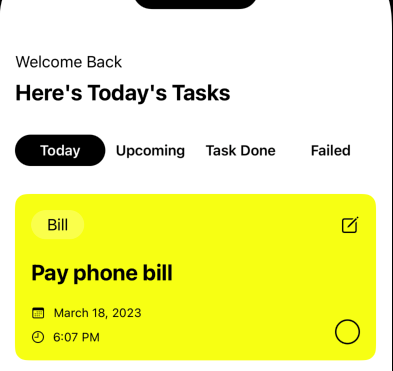 Welcome Back
Here's Today's Tasks
Today Upcoming Task Done Failed
Bill
Pay phone bill
March 18, 2023
6:07 PM